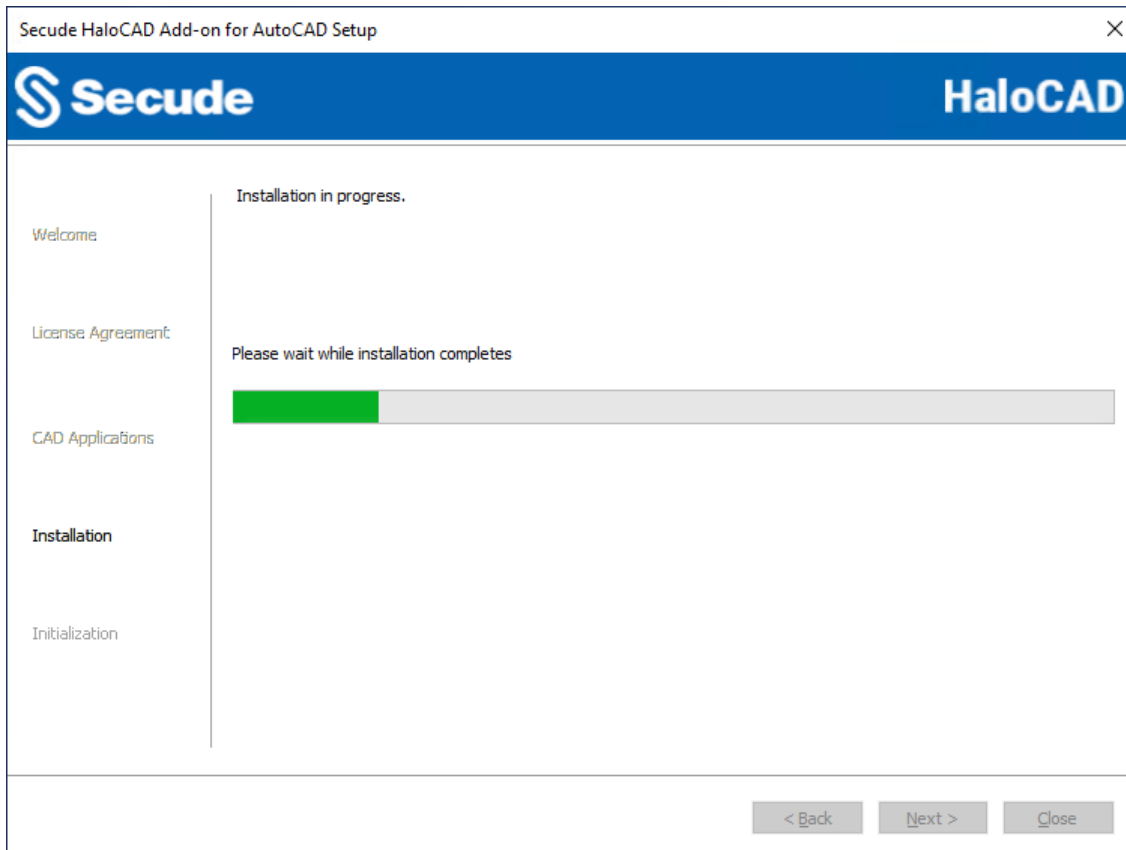 Secude HaloCAD Add-on for AutoCAD Setup
Secude
HaloCAD
Installation in progress.
Welcome
License Agreement
Please wait while installation completes
CAD Applications
Installation
Initialization
< Back
Next >
Close